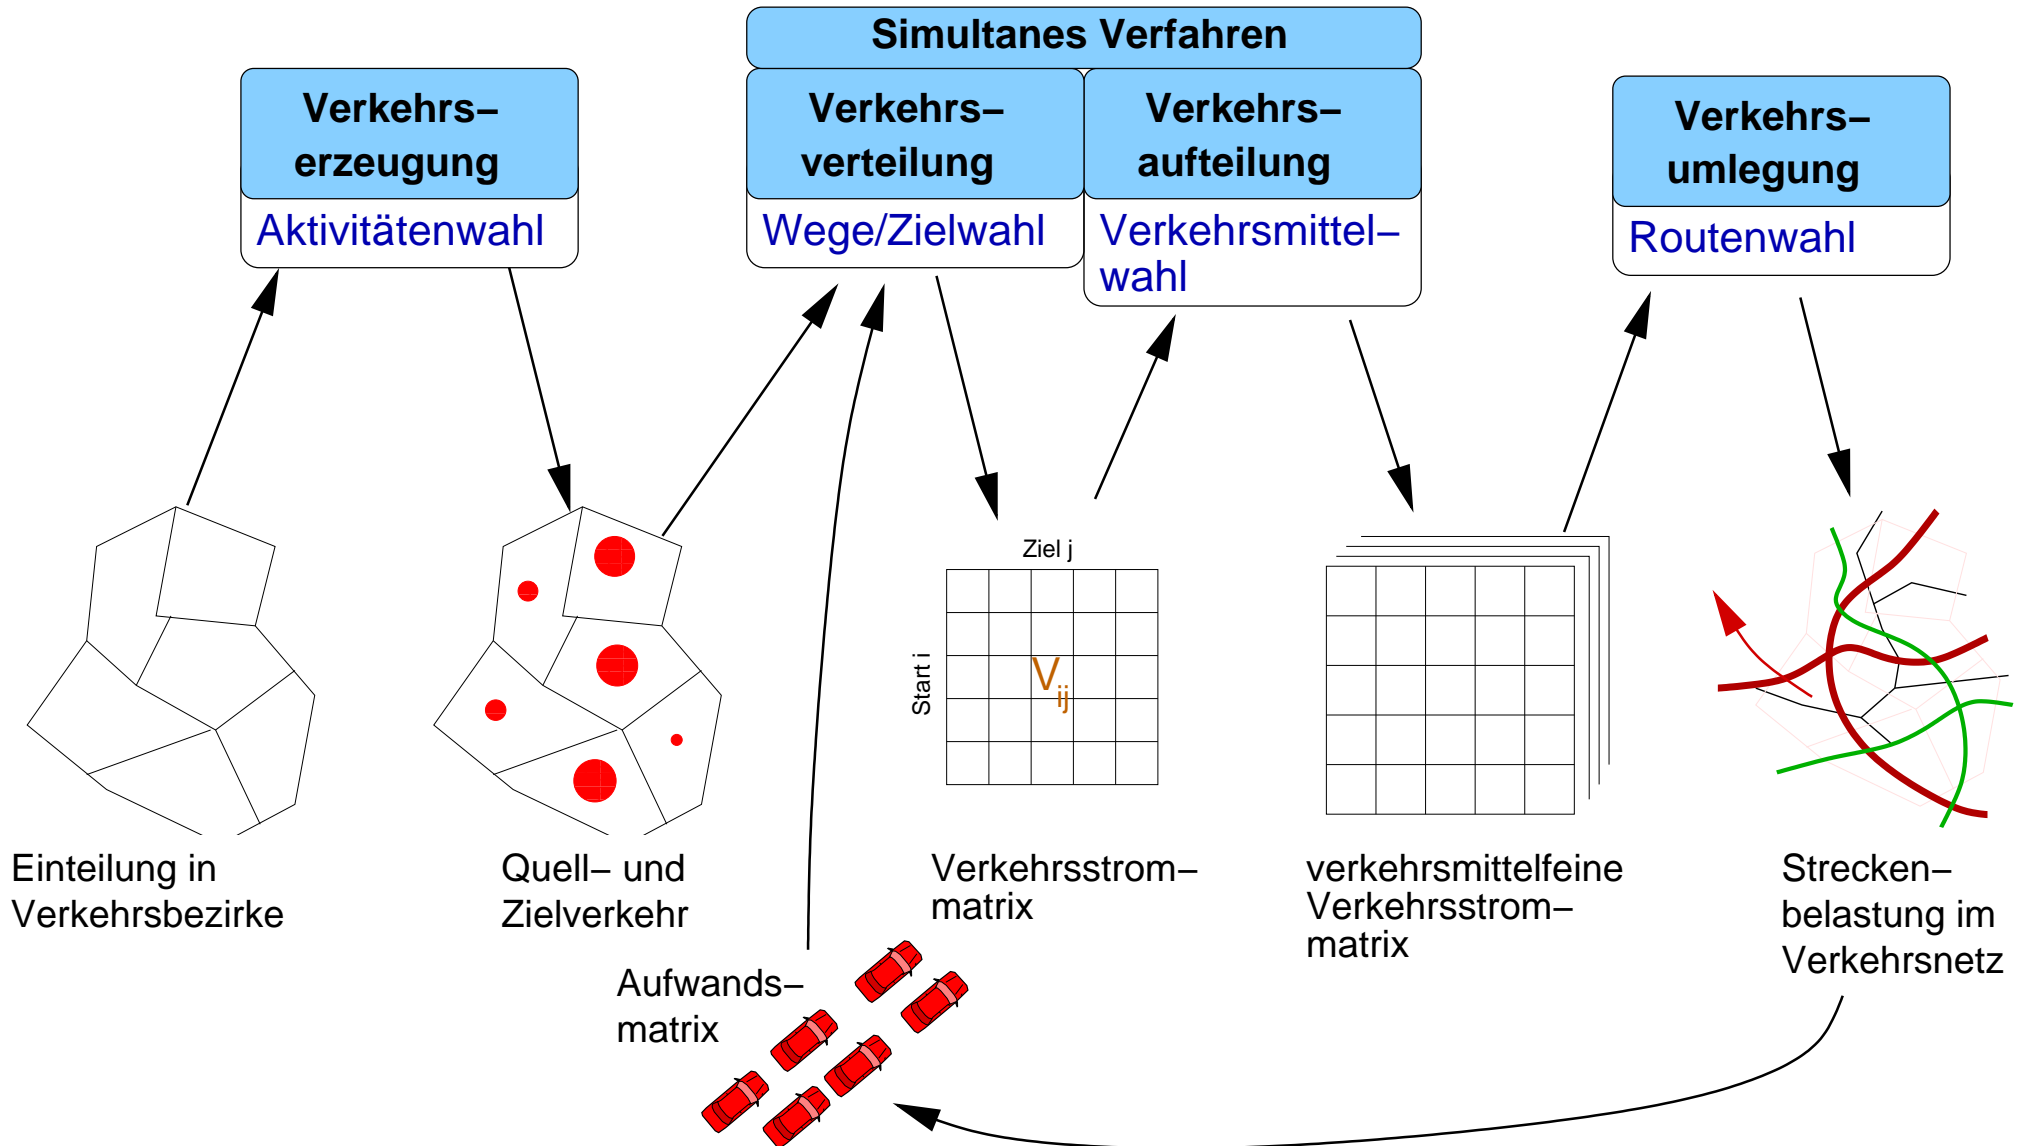 Simultanes Verfahren
Verkehrs–
erzeugung
Aktivitätenwahl
Verkehrs–
verteilung
Wege/Zielwahl
Verkehrs–
aufteilung
Verkehrsmittel–
wahl
Verkehrs–
umlegung
Routenwahl
Ziel j
Start i
V ij
Einteilung in
Verkehrsbezirke
Quell– und
Zielverkehr
Verkehrsstrom–
matrix
verkehrsmittelfeine
Verkehrsstrom–
matrix
Strecken–
belastung im
Verkehrsnetz
Aufwands–
matrix